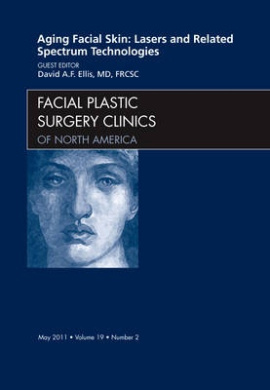 Aging Facial Skin: Lasers and Related
Spectrum Technologies
GUEST EDITOR
David A.F. Ellis, MD, FRCSC
FACIAL PLASTIC
SURGERY CLINICS
OF NORTH AMERICA
May 2011 • Volume 19 • Number 2